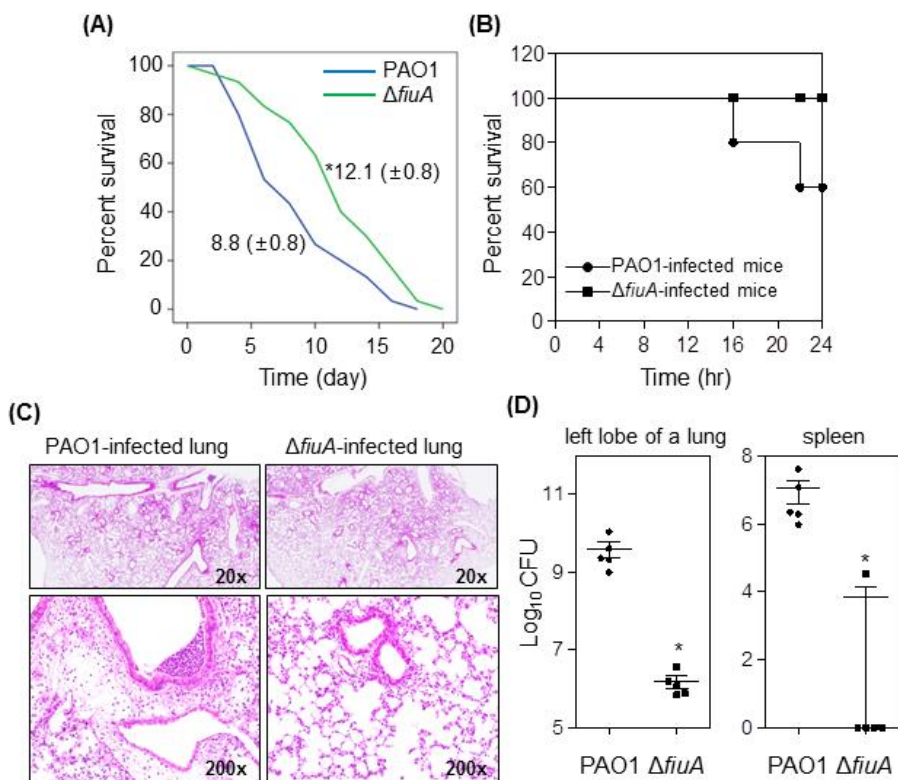 (A)
Percent survival
100
80
60
40
20
0
PAO1
ΔfiuA
*12.1 (±0.8)
8.8 (±0.8)
0 5 10 15 20
Time (day)
(B)
Percent survival
120
100
80
60
40
20
0
PAO1-infected mice
ΔfiuA-infected mice
0 4 8 12 16 20 24
Time (hr)
(C)
PAO1-infected lung
ΔfiuA-infected lung
20x
20x
200x
200x
(D)
left lobe of a lung
Log10 CFU
11
9
7
5
*
PAO1 ΔfiuA
spleen
8
6
4
2
0
*
PAO1 ΔfiuA